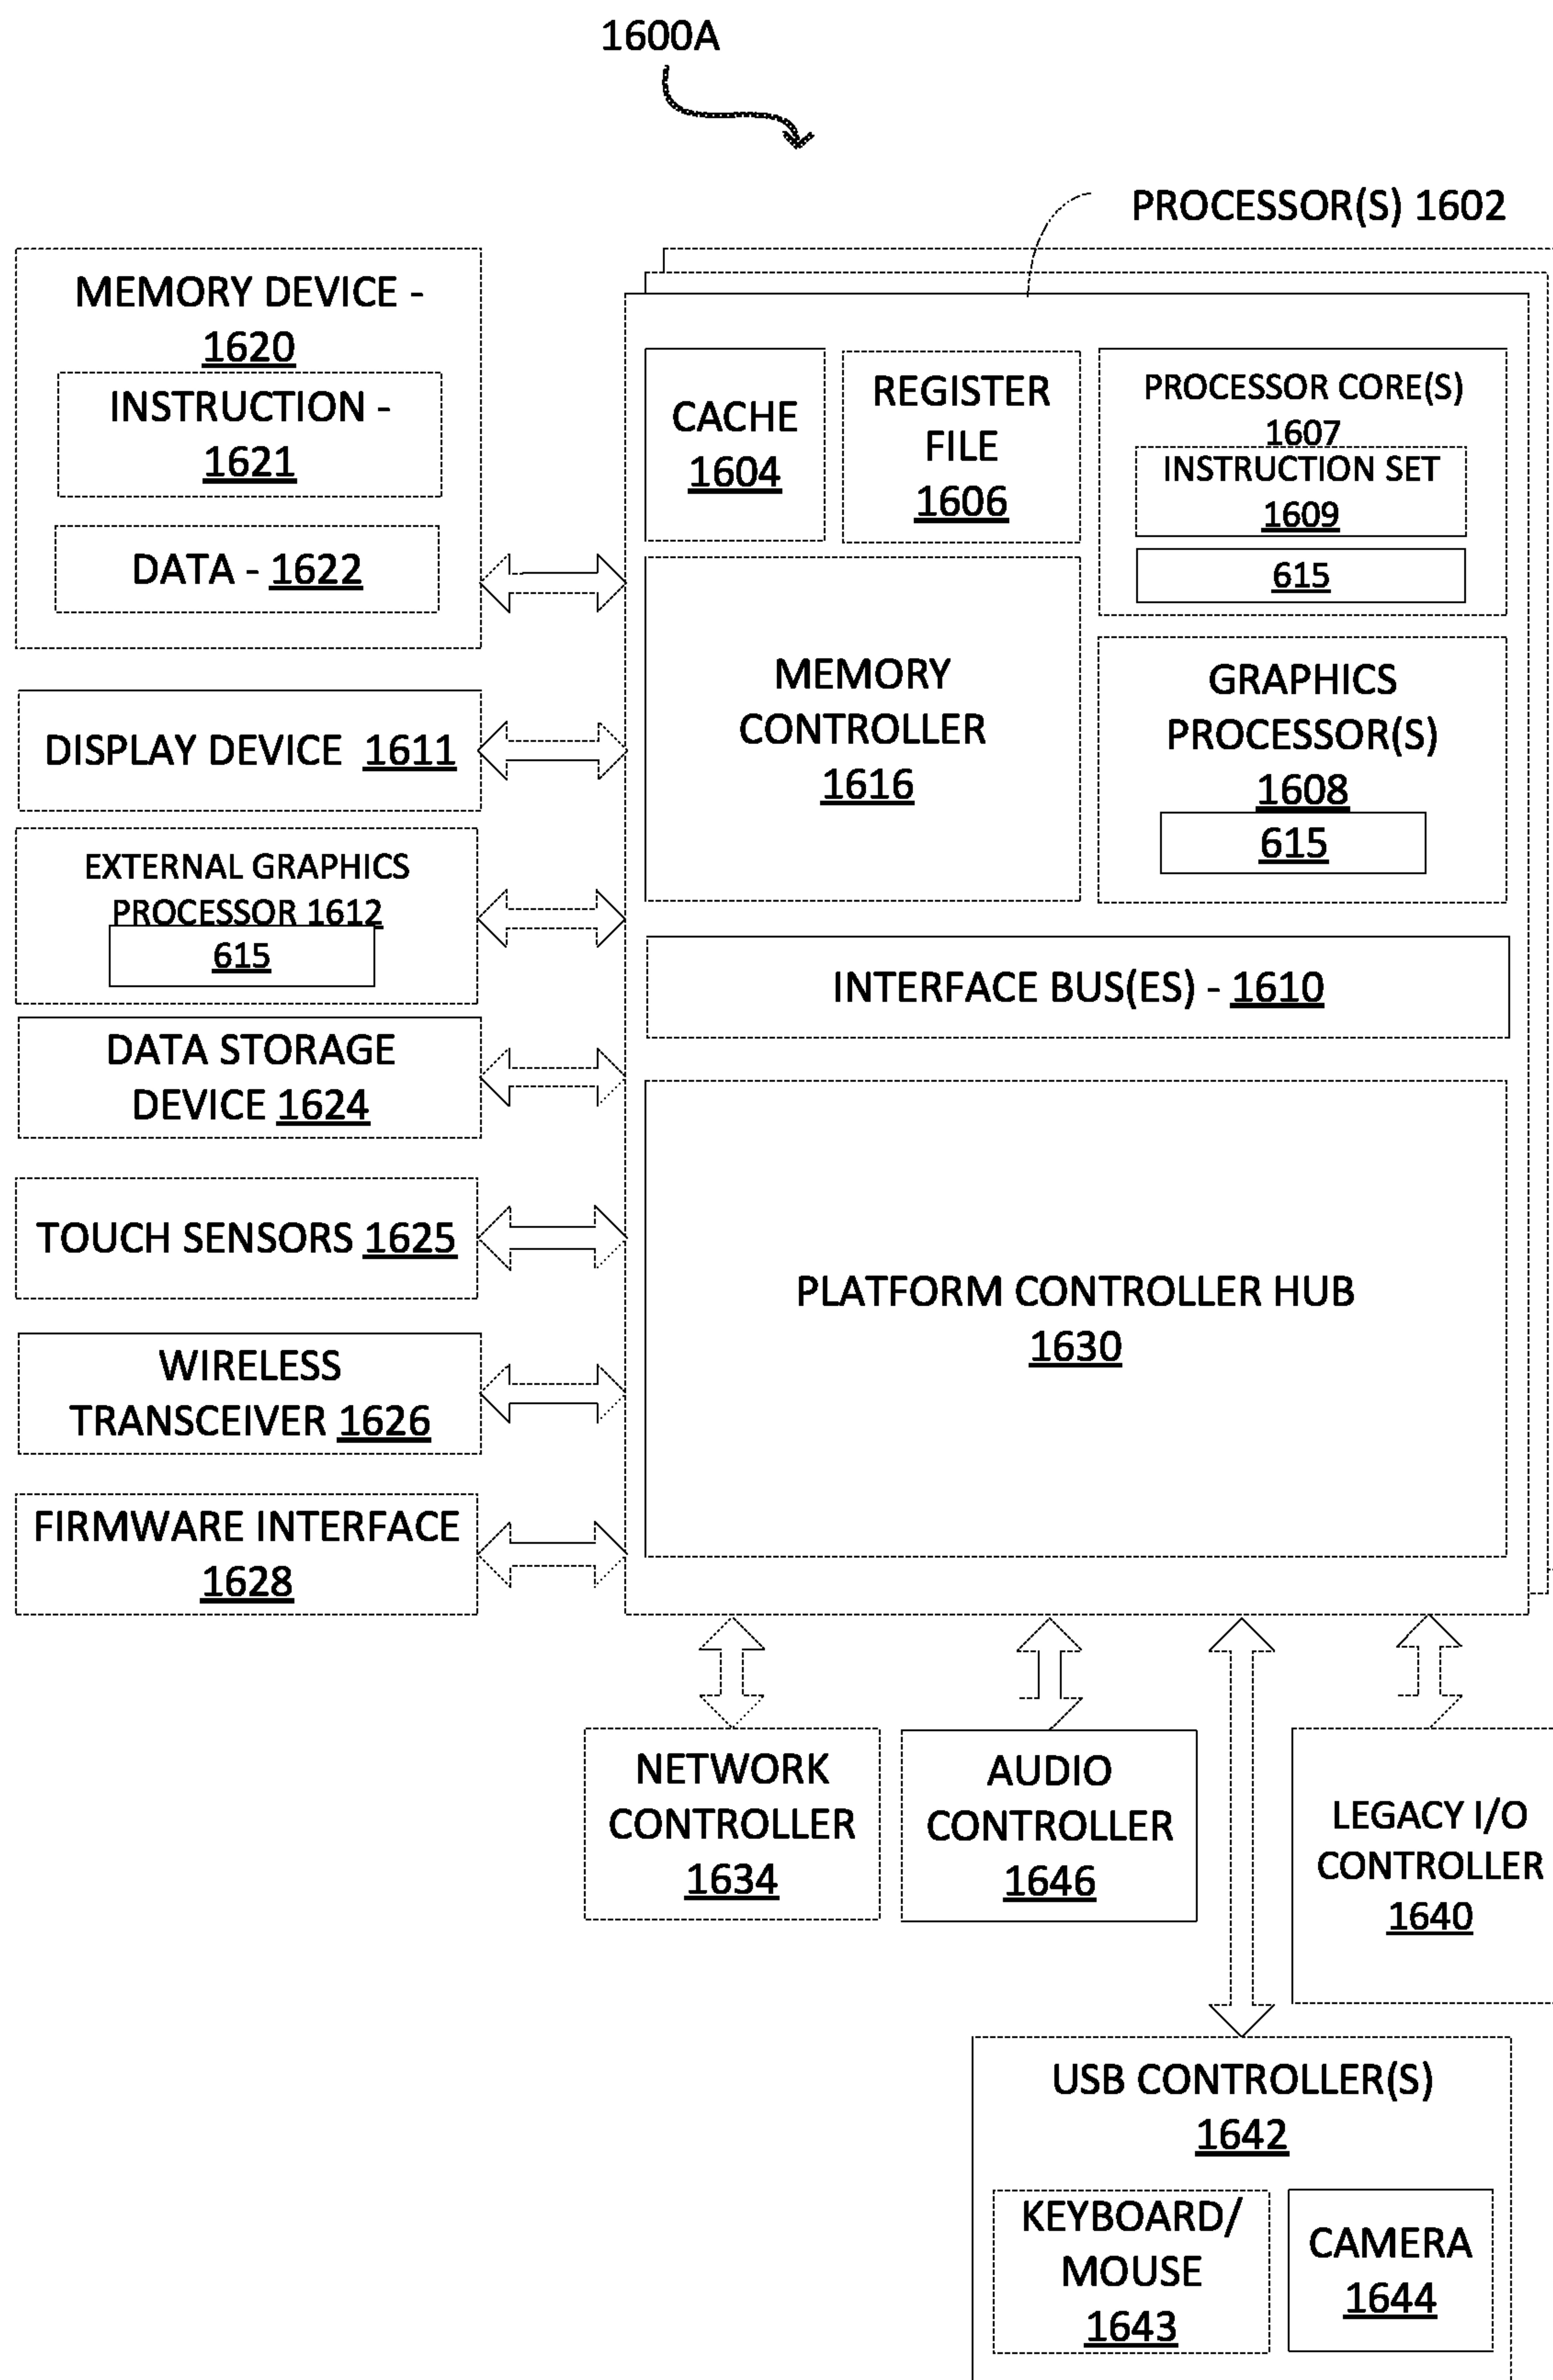 1600A
PROCESSOR(S) 1602
MEMORY DEVICE -
1620
INSTRUCTION -
1621
DATA - 1622
DISPLAY DEVICE 1611
EXTERNAL GRAPHICS
PROCESSOR 1612
615
DATA STORAGE
DEVICE 1624
TOUCH SENSORS 1625
WIRELESS
TRANSCEIVER 1626
FIRMWARE INTERFACE
1628
CACHE
1604
REGISTER
FILE
1606
PROCESSOR CORE(S)
1607
INSTRUCTION SET
1609
615
MEMORY
CONTROLLER
1616
GRAPHICS
PROCESSOR(S)
1608
615
INTERFACE BUS(ES) - 1610
PLATFORM CONTROLLER HUB
1630
NETWORK
CONTROLLER
1634
AUDIO
CONTROLLER
1646
LEGACY I/O
CONTROLLER
1640
USB CONTROLLER(S)
1642
KEYBOARD/
MOUSE
1643
CAMERA
1644